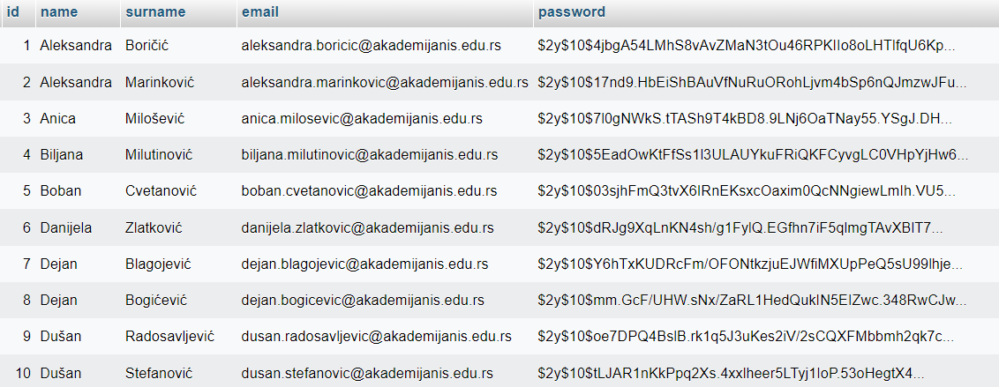 id name surname email password
1 Aleksandra Boričić aleksandra.boricic@akademijanis.edu.rs $2y$10$4jbgA54LMhS8vAvZMaN3tOu46RPKIlo8oLHTlfqU6Kp...
2 Aleksandra Marinković aleksandra.marinkovic@akademijanis.edu.rs $2y$10$17nd9.HbEiShBAuVfNuRuORohLjvm4bSp6nQJmzwJFu...
3 Anica Milošević anica.milosevic@akademijanis.edu.rs $2y$10$7l0gNWkS.tTASh9T4kBD8.9LNj6OaTNay55.YSgJ.DH...
4 Biljana Milutinović biljana.milutinovic@akademijanis.edu.rs $2y$10$5EadOwKtFfSs1l3ULAUYkuFRiQKFCyvgLC0VHpYjHw6...
5 Boban Cvetanović boban.cvetanovic@akademijanis.edu.rs $2y$10$03sjhFmQ3tvX6lRnEKsxcOaxim0QcNNgiewLmlh.VU5...
6 Danijela Zlatković danijela.zlatkovic@akademijanis.edu.rs $2y$10$dRJg9XqLnKN4sh/g1FylQ.EGfhn7iF5qlmgTAvXBIT7...
7 Dejan Blagojević dejan.blagojevic@akademijanis.edu.rs $2y$10$Y6hTxKUDRcFm/OFONtkzjuEJWfiMXUpPeQ5sU99lhje...
8 Dejan Bogićević dejan.bogicevic@akademijanis.edu.rs $2y$10$mm.GcF/UHW.sNx/ZaRL1HedQukIN5EIZwc.348RwCJw...
9 Dušan Radosavljević dusan.radosavljevic@akademijanis.edu.rs $2y$10$oe7DPQ4BslB.rk1q5J3uKes2iV/2sCQXFMbbmh2qk7c...
10 Dušan Stefanović dusan.stefanovic@akademijanis.edu.rs $2y$10$tLJAR1nKkPpq2Xs.4xxlheer5LTyj1IoP.53oHegtX4...